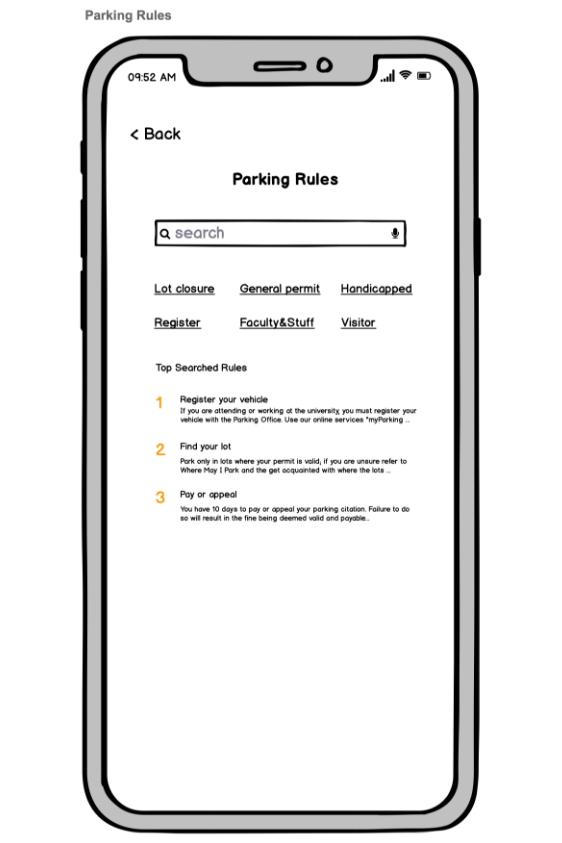 Parking Rules
09:52 AM
< Back
Parking Rules
search
Lot closure General permit Handicapped
Register Faculty&Stuff Visitor
Top Searched Rules
1 Register your vehicle
If you are attending or working at the university, you must register your
vehicle with the Parking Office. Use our online services "myParking ...
2 Find your lot
Park only in lots where your permit is valid, if you are unsure refer to
Where May I Park and the get acquainted with where the lots ...
3 Pay or appeal
You have 10 days to pay or appeal your parking citation. Failure to do
so will result in the fine being deemed valid and payable..